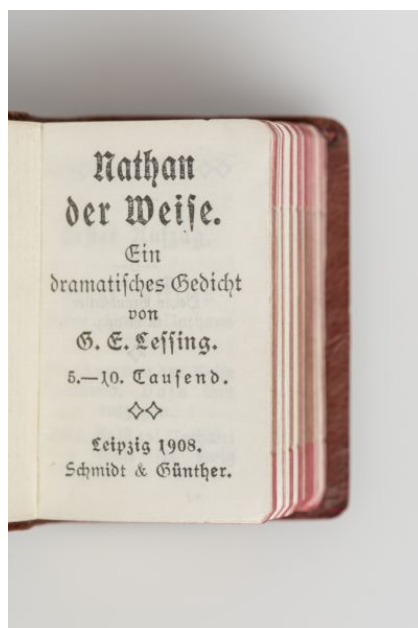 Nathan
der Weise.
Ein
dramatisches Gedicht
von
G. E. Lessing.
5.—10. Tausend.
Leipzig 1908.
Schmidt & Günther.